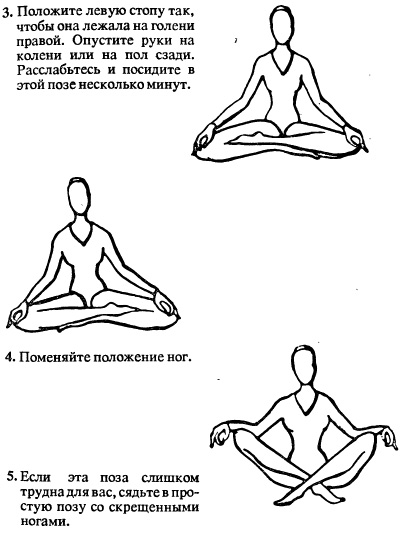 3. Положите левую стопу так,
чтобы она лежала на голени
правой. Опустите руки на
колени или на пол сзади.
Расслабьтесь и посидите в
этой позе несколько минут.
4. Поменяйте положение ног.
5. Если эта поза слишком
трудна для вас, сядьте в про-
стую позу со скрещенными
ногами.